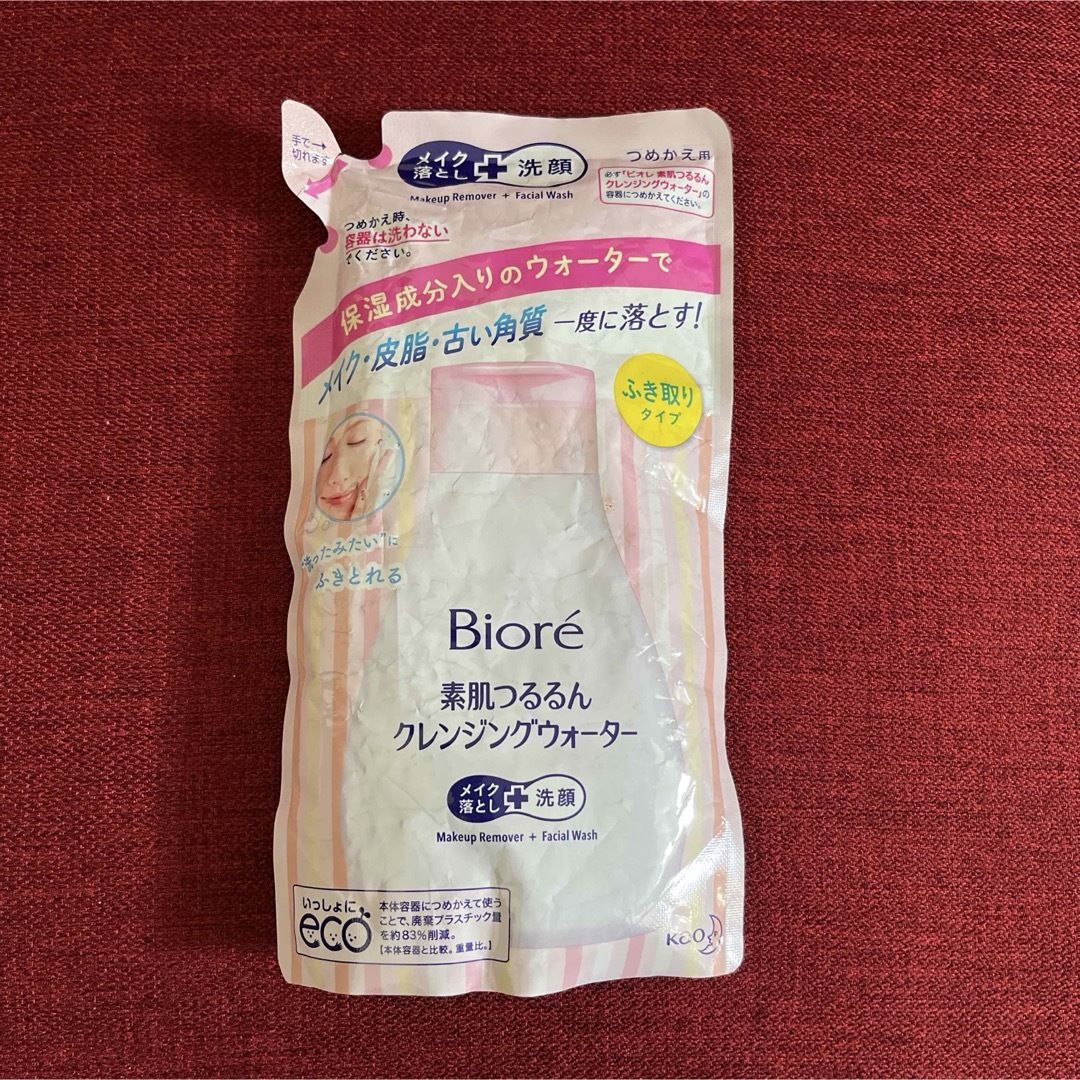 手で→
切れます
メイク
落とし
+
洗顔
Makeup Remover + Facial Wash
つめかえ用
必ず「ビオレ 素肌つるるん
クレンジングウォーター」の
容器につめかえてください。
つめかえ時、
容器は洗わない
でください。
保湿成分入りのウォーターで
メイク・皮脂・古い角質 一度に落とす!
ふき取り
タイプ
“洗ったみたい”に
ふきとれる
Bioré
素肌つるるん
クレンジングウォーター
メイク
落とし
+
洗顔
Makeup Remover + Facial Wash
いっしょに
eco
本体容器につめかえて使う
ことで、廃棄プラスチック量
を約83%削減。
【本体容器と比較。重量比。】
Kao